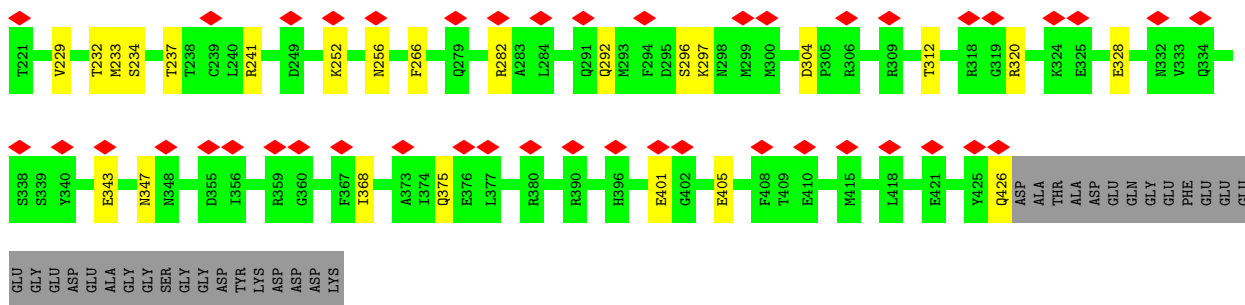 T221 V229 T232 M233 S234 T237 T238 C239 L240 R241 D249 K252 N256 F266 Q279 R282 A283 L284 Q291 Q292 M293 F294 D295 S296 K297 N298 M299 M300 D304 P305 R306 R309 T312 R318 G319 R320 K324 E325 E328 N332 V333 Q334
S338 S339 Y340 E343 N347 N348 D355 I356 R359 G360 F367 I368 A373 I374 Q375 E376 L377 R380 R390 H396 E401 G402 E405 F408 T409 E410 M415 L418 E421 Y425 Q426 ASP ALA THR ALA ASP GLU GLN GLY GLU PHE GLU GLU GLU
GLU GLY GLU ASP GLU ALA GLY GLY SER GLY GLY ASP TYR LYS ASP ASP ASP LYS